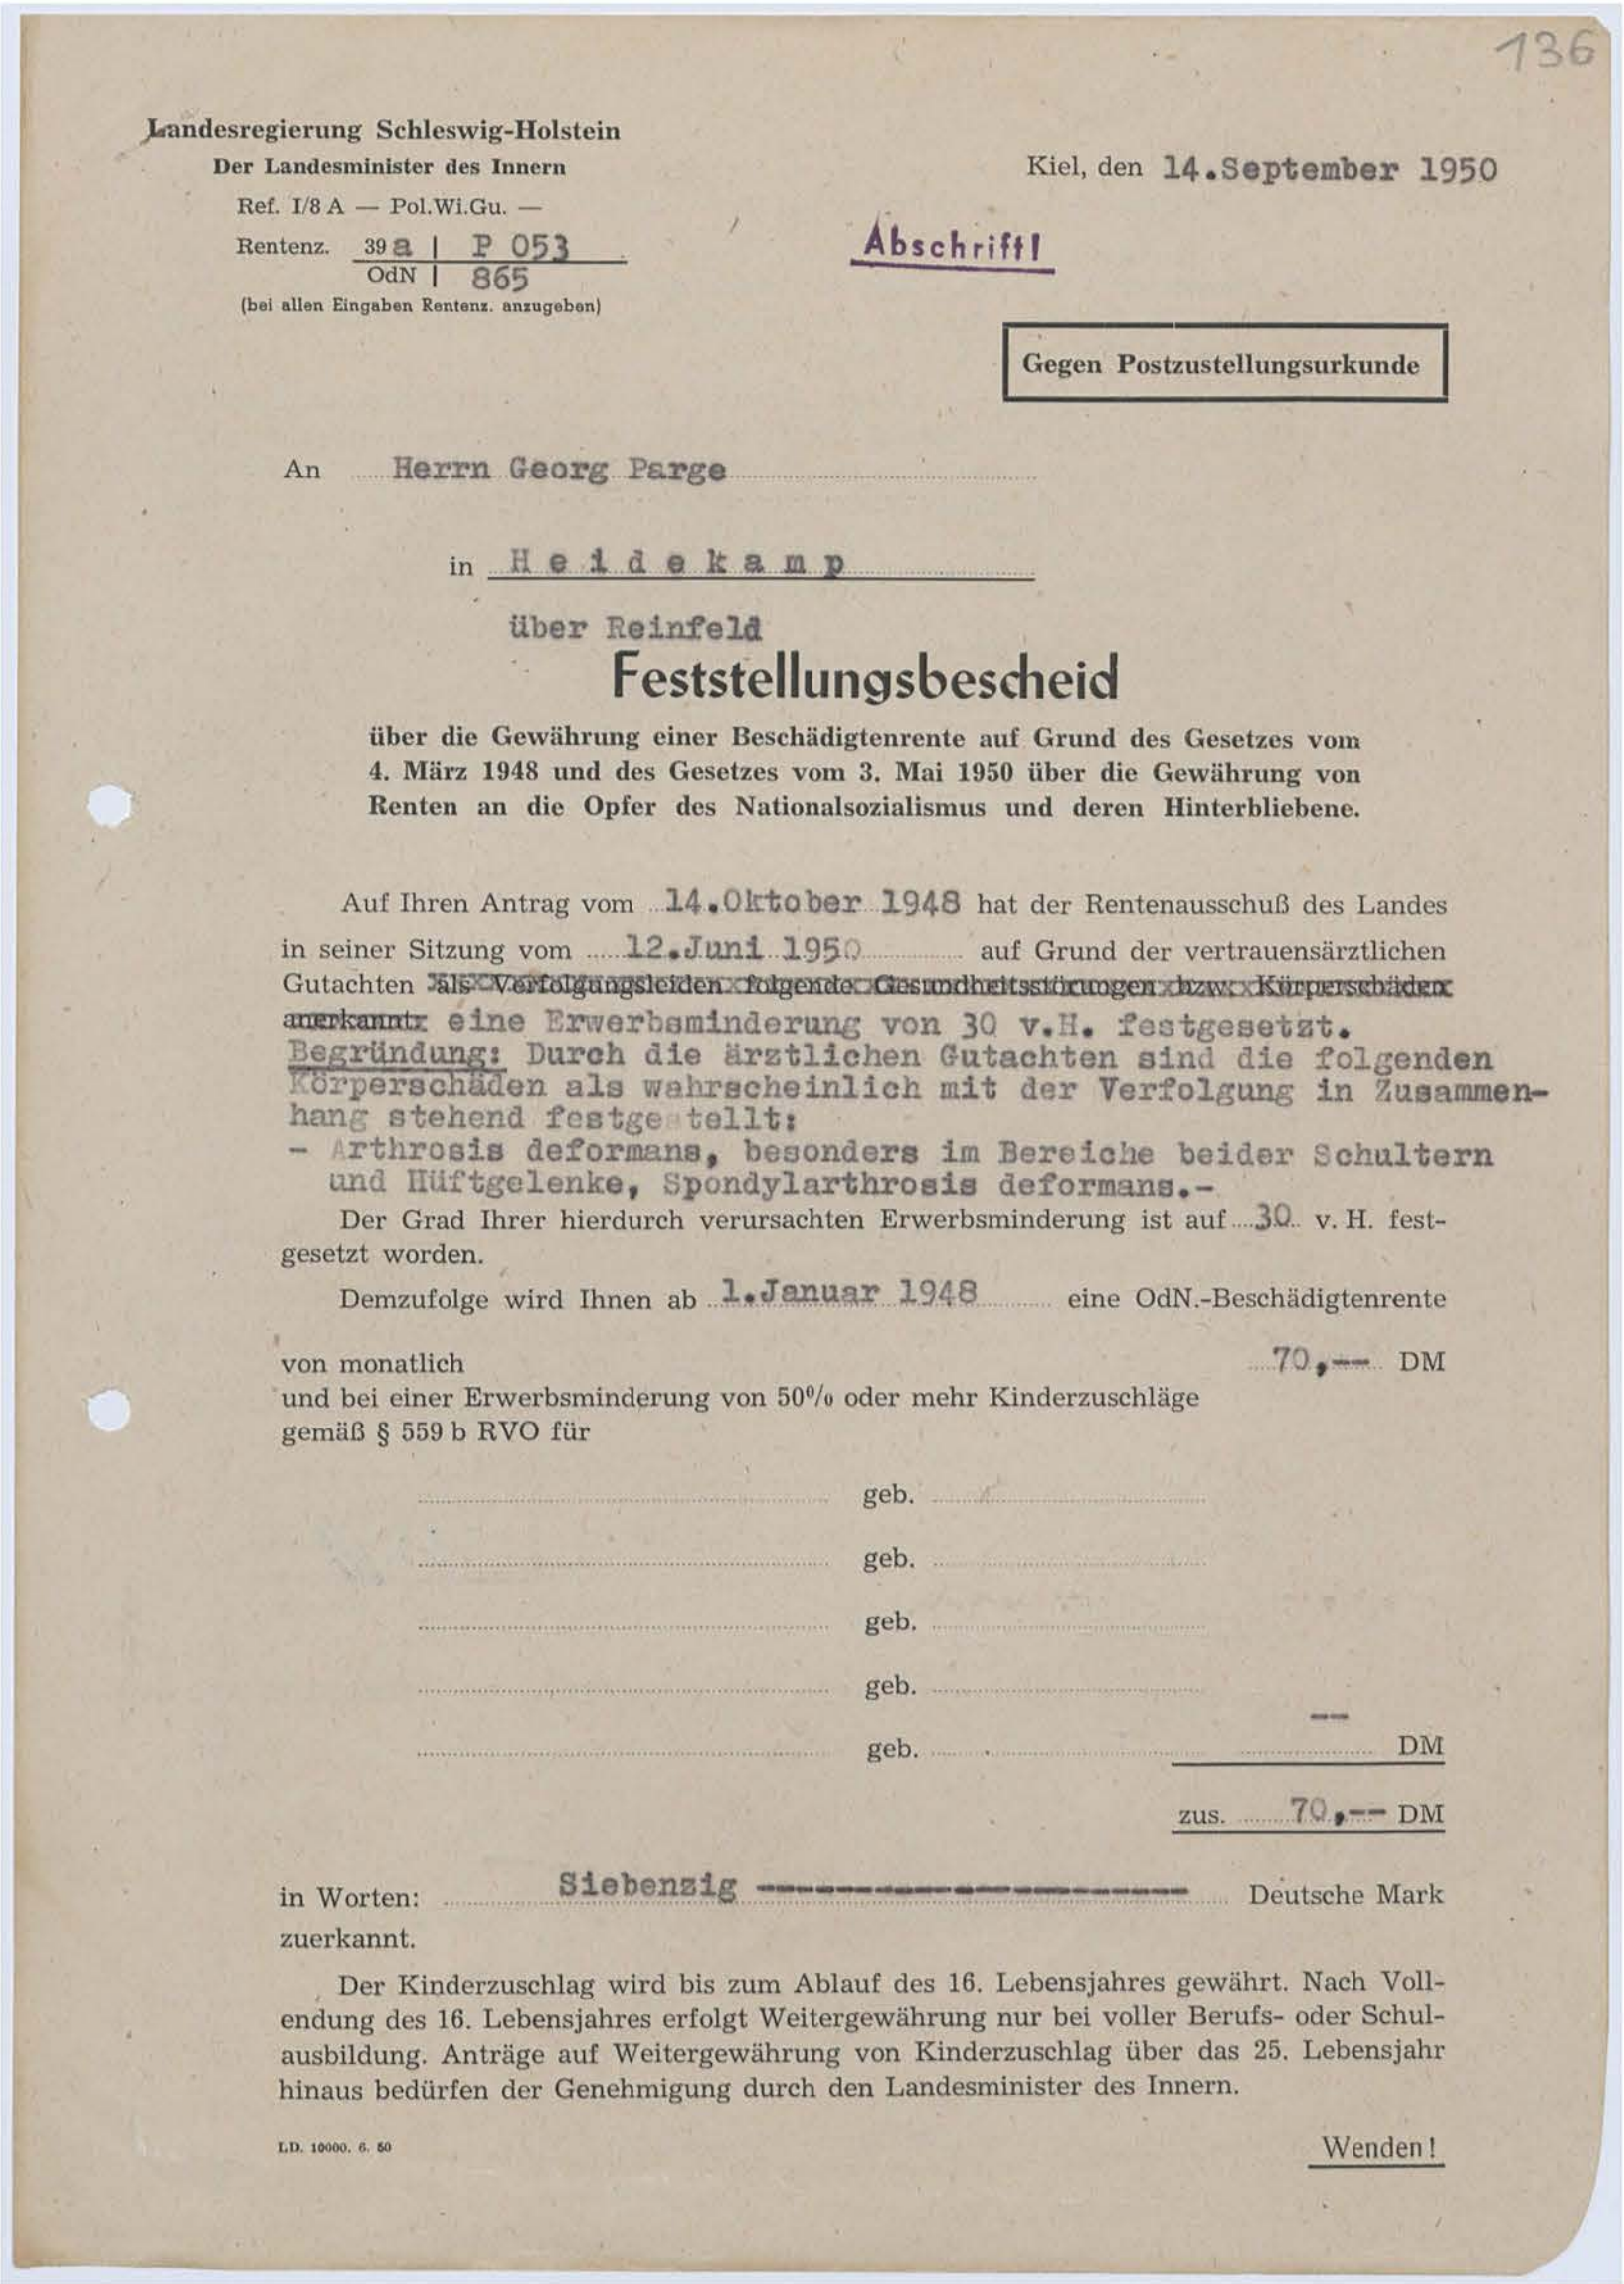 136
Landesregierung Schleswig-Holstein
Der Landesminister des Innern
Kiel, den 14.September 1950
Ref. I/8 A — Pol.Wi.Gu. —
Rentenz. 39 a | P 053
OdN | 865
Abschrift!
(bei allen Eingaben Rentenz. anzugeben)
Gegen Postzustellungsurkunde
An Herrn Georg Parge
in Heidekamp
über Reinfeld
Feststellungsbescheid
über die Gewährung einer Beschädigtenrente auf Grund des Gesetzes vom
4. März 1948 und des Gesetzes vom 3. Mai 1950 über die Gewährung von
Renten an die Opfer des Nationalsozialismus und deren Hinterbliebene.
Auf Ihren Antrag vom 14.Oktober 1948 hat der Rentenausschuß des Landes
in seiner Sitzung vom 12.Juni 1950 auf Grund der vertrauensärztlichen
Gutachten als Verfolgungsleiden folgende Gesundheitsstörungen bzw. Körperschäden
anerkannt: eine Erwerbsminderung von 30 v.H. festgesetzt.
Begründung: Durch die ärztlichen Gutachten sind die folgenden
Körperschäden als wahrscheinlich mit der Verfolgung in Zusammen-
hang stehend festgestellt:
- Arthrosis deformans, besonders im Bereiche beider Schultern
und Hüftgelenke, Spondylarthrosis deformans.-
Der Grad Ihrer hierdurch verursachten Erwerbsminderung ist auf 30 v. H. fest-
gesetzt worden.
Demzufolge wird Ihnen ab 1.Januar 1948 eine OdN.-Beschädigtenrente
von monatlich 70,-- DM
und bei einer Erwerbsminderung von 50% oder mehr Kinderzuschläge
gemäß § 559 b RVO für
geb.
geb.
geb.
geb.
--
geb. DM
zus. 70,-- DM
in Worten: Siebenzig ---------------- Deutsche Mark
zuerkannt.
Der Kinderzuschlag wird bis zum Ablauf des 16. Lebensjahres gewährt. Nach Voll-
endung des 16. Lebensjahres erfolgt Weitergewährung nur bei voller Berufs- oder Schul-
ausbildung. Anträge auf Weitergewährung von Kinderzuschlag über das 25. Lebensjahr
hinaus bedürfen der Genehmigung durch den Landesminister des Innern.
LD. 10000. 6. 50
Wenden!